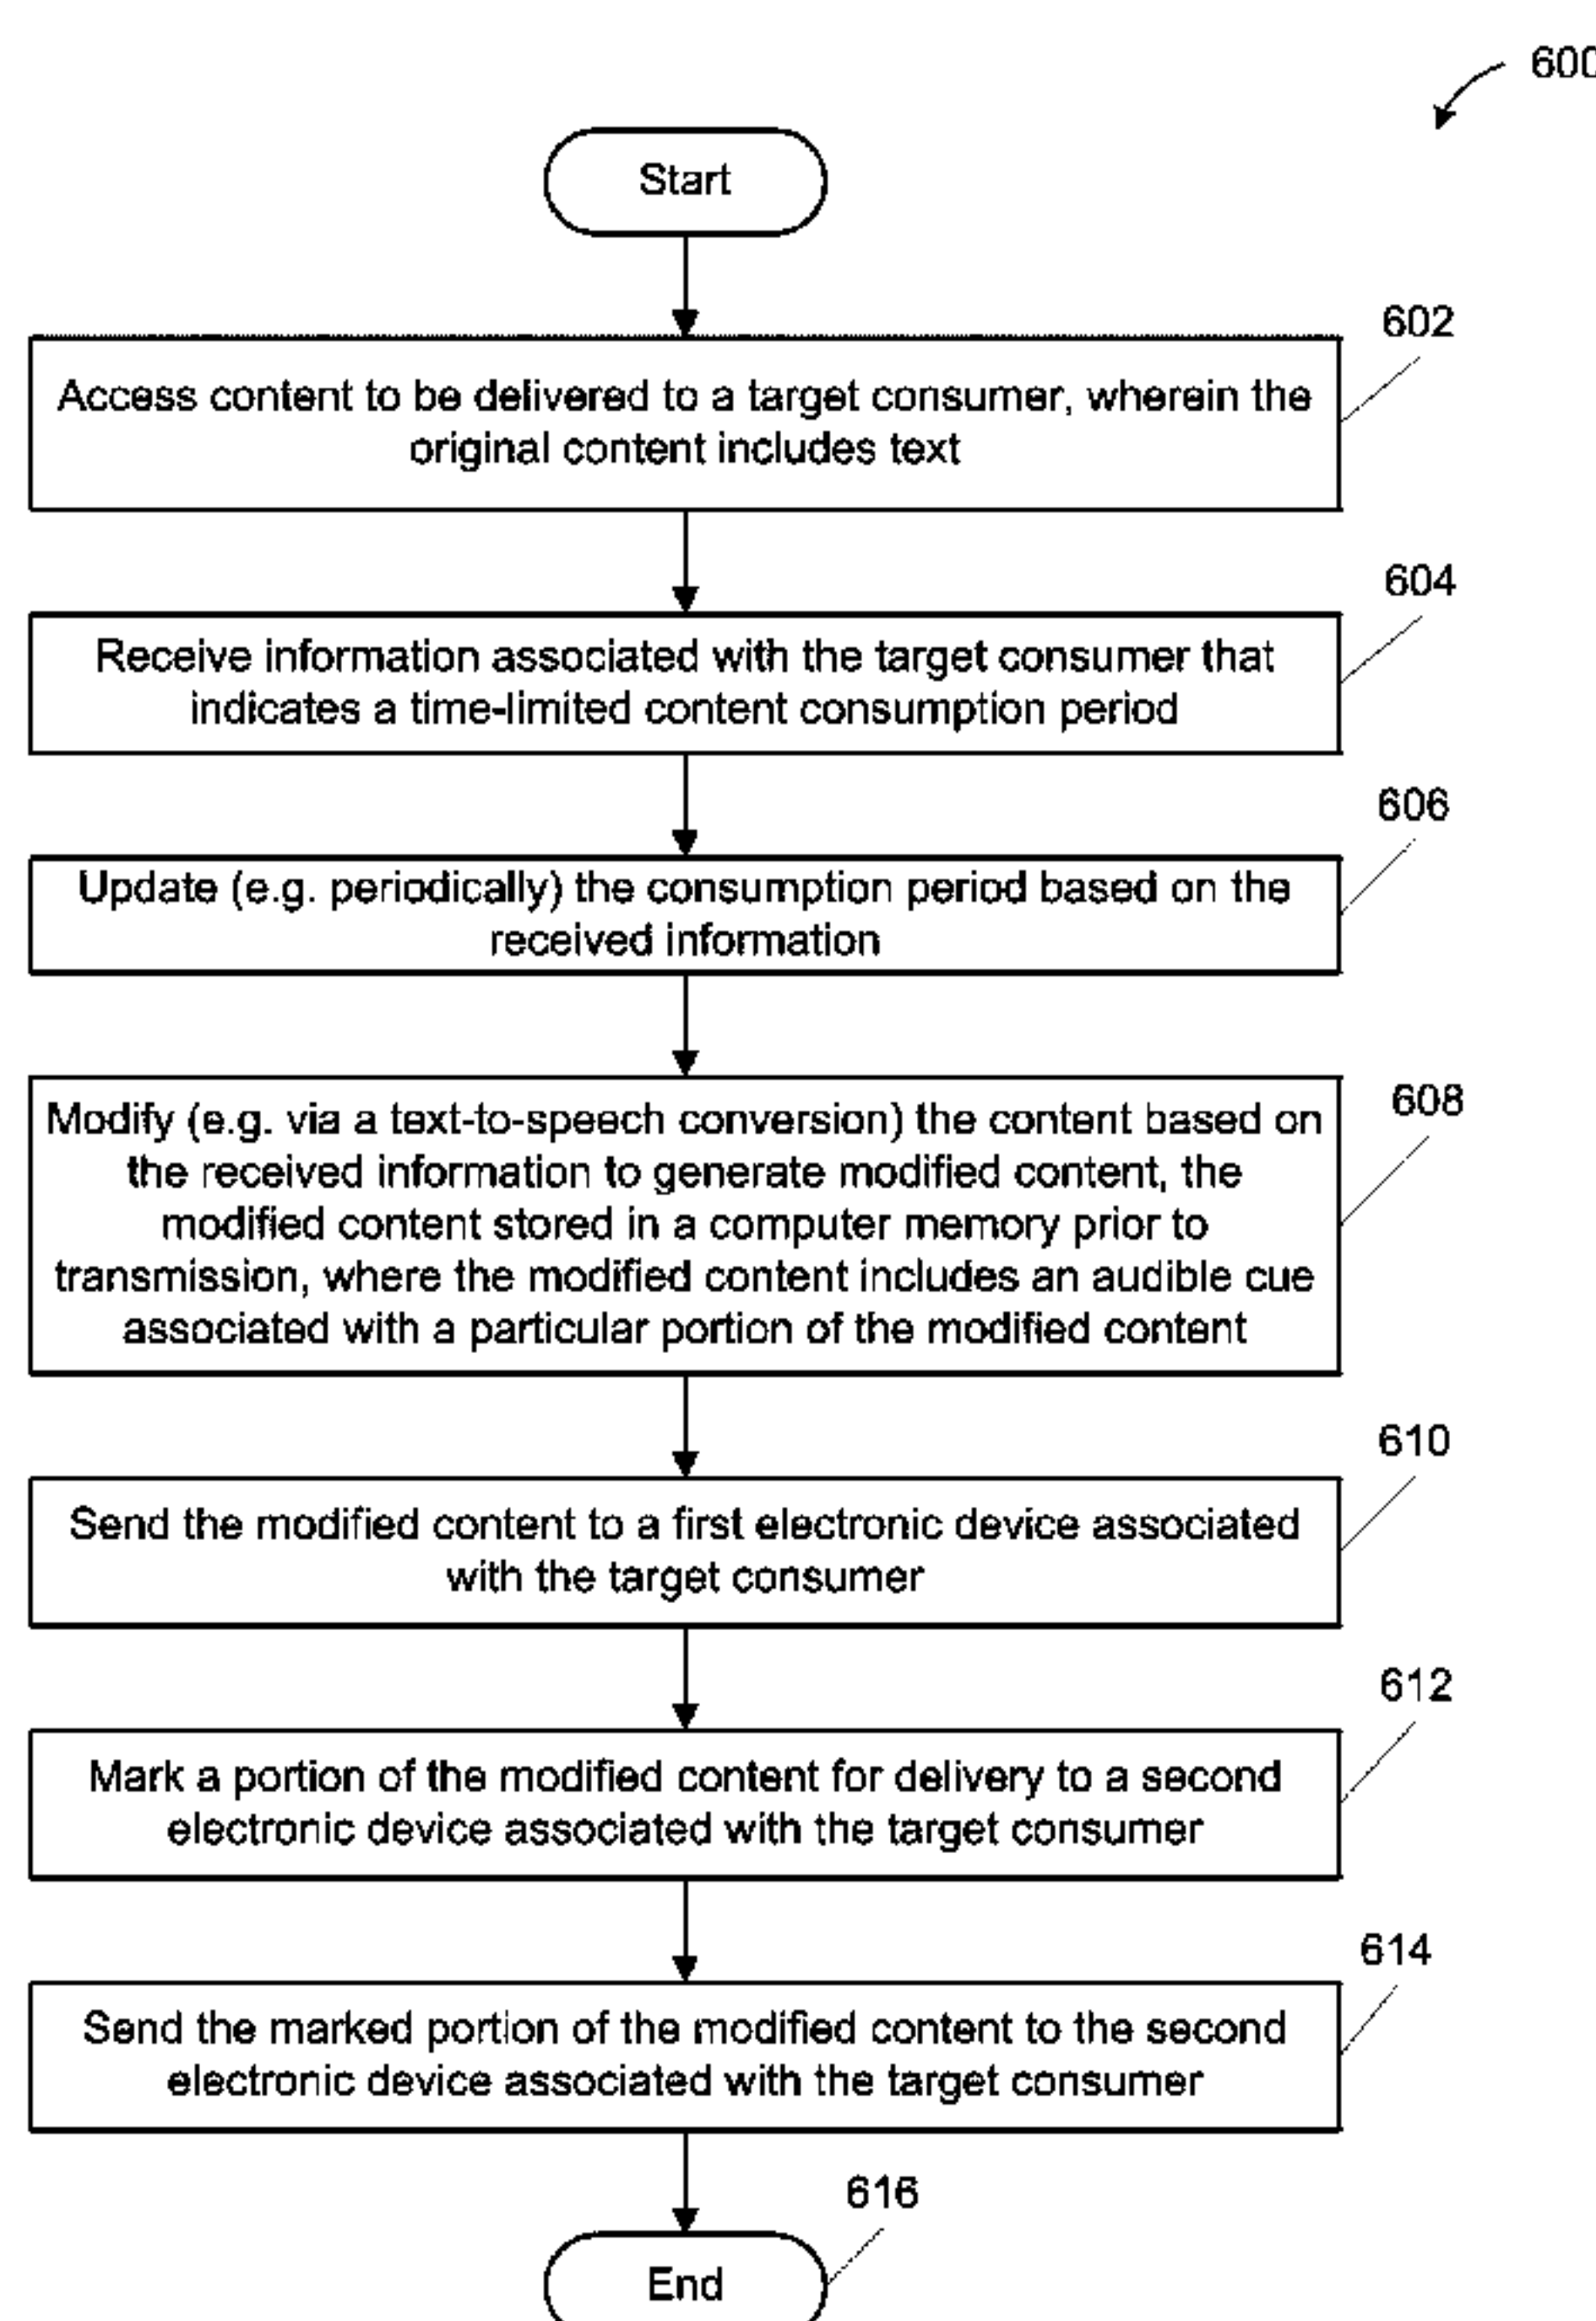 600
Start
602
Access content to be delivered to a target consumer, wherein the
original content includes text
604
Receive information associated with the target consumer that
indicates a time-limited content consumption period
606
Update (e.g. periodically) the consumption period based on the
received information
608
Modify (e.g. via a text-to-speech conversion) the content based on
the received information to generate modified content, the
modified content stored in a computer memory prior to
transmission, where the modified content includes an audible cue
associated with a particular portion of the modified content
610
Send the modified content to a first electronic device associated
with the target consumer
612
Mark a portion of the modified content for delivery to a second
electronic device associated with the target consumer
614
Send the marked portion of the modified content to the second
electronic device associated with the target consumer
616
End